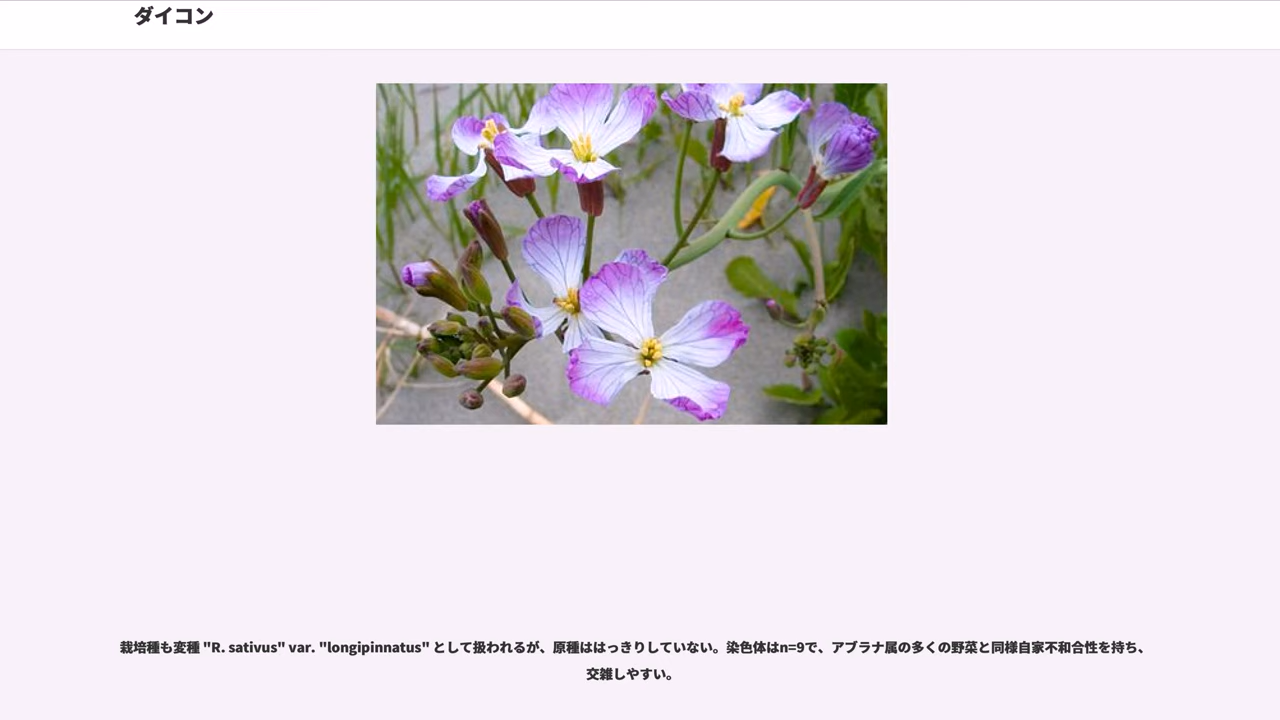 ダイコン
栽培種も変種 "R. sativus" var. "longipinnatus" として扱われるが、原種ははっきりしていない。染色体はn=9で、アブラナ属の多くの野菜と同様自家不和合性を持ち、
交雑しやすい。